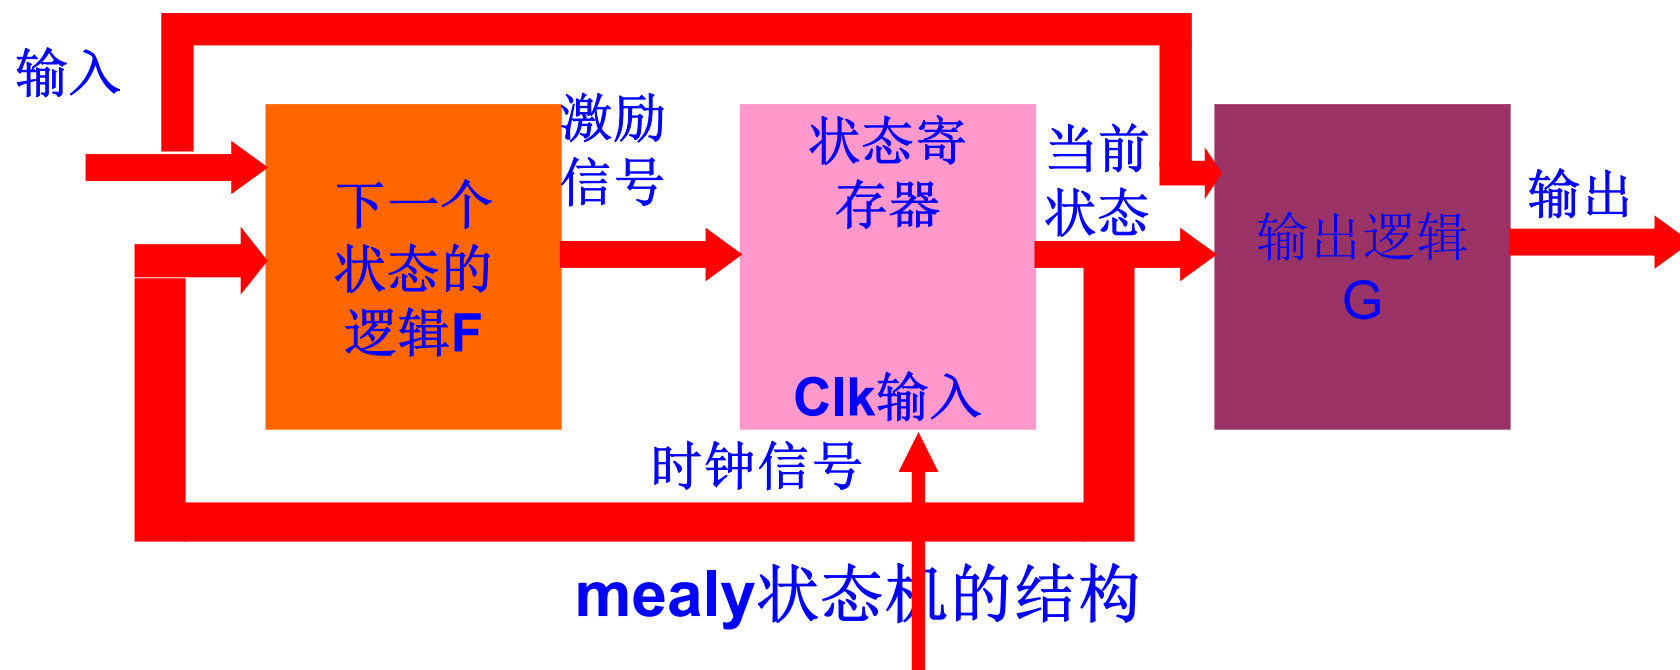 输入
激励
信号
下一个
状态的
逻辑F
状态寄
存器
Clk输入
当前
状态
输出逻辑
G
输出
时钟信号
mealy状态机的结构